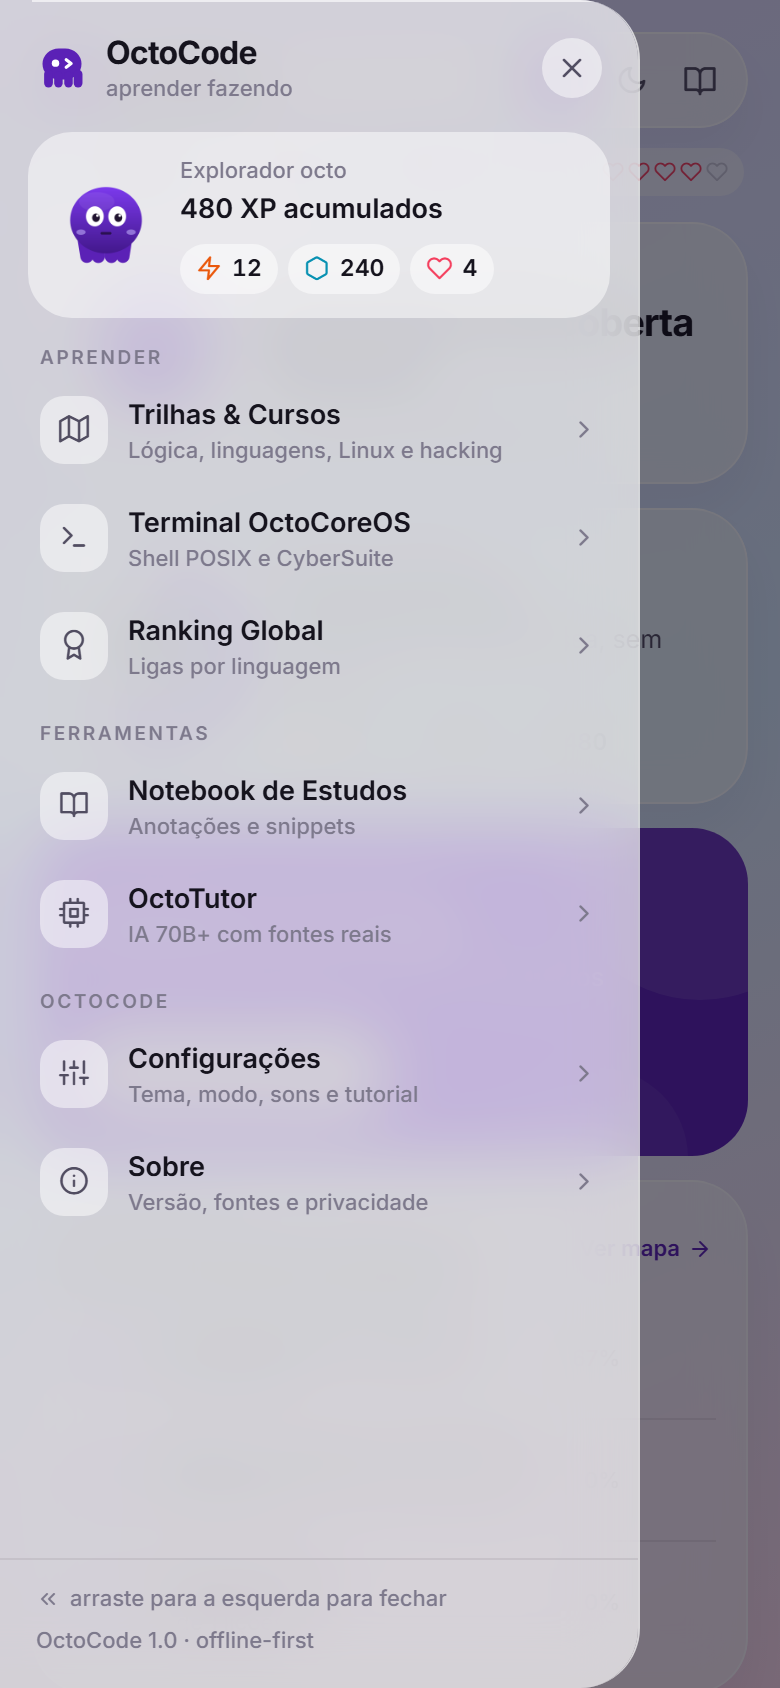 OctoCode
aprender fazendo
Explorador octo
480 XP acumulados
12 240 4
APRENDER
Trilhas & Cursos
Lógica, linguagens, Linux e hacking
Terminal OctoCoreOS
Shell POSIX e CyberSuite
Ranking Global
Ligas por linguagem
FERRAMENTAS
Notebook de Estudos
Anotações e snippets
OctoTutor
IA 70B+ com fontes reais
OCTOCODE
Configurações
Tema, modo, sons e tutorial
Sobre
Versão, fontes e privacidade
arraste para a esquerda para fechar
OctoCode 1.0 · offline-first
sem
mapa →